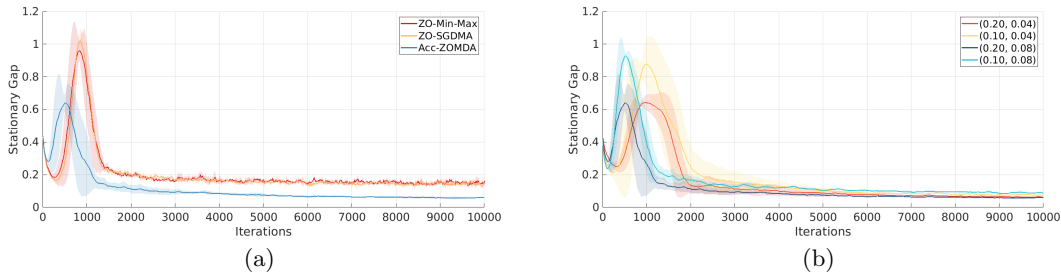 1.2
1
0.8
0.6
0.4
0.2
0
Stationary Gap
ZO-Min-Max
ZO-SGDMA
Acc-ZOMDA
0 1000 2000 3000 4000 5000 6000 7000 8000 9000 10000
Iterations
(a)
1.2
1
0.8
0.6
0.4
0.2
0
Stationary Gap
(0.20, 0.04)
(0.10, 0.04)
(0.20, 0.08)
(0.10, 0.08)
0 1000 2000 3000 4000 5000 6000 7000 8000 9000 10000
Iterations
(b)